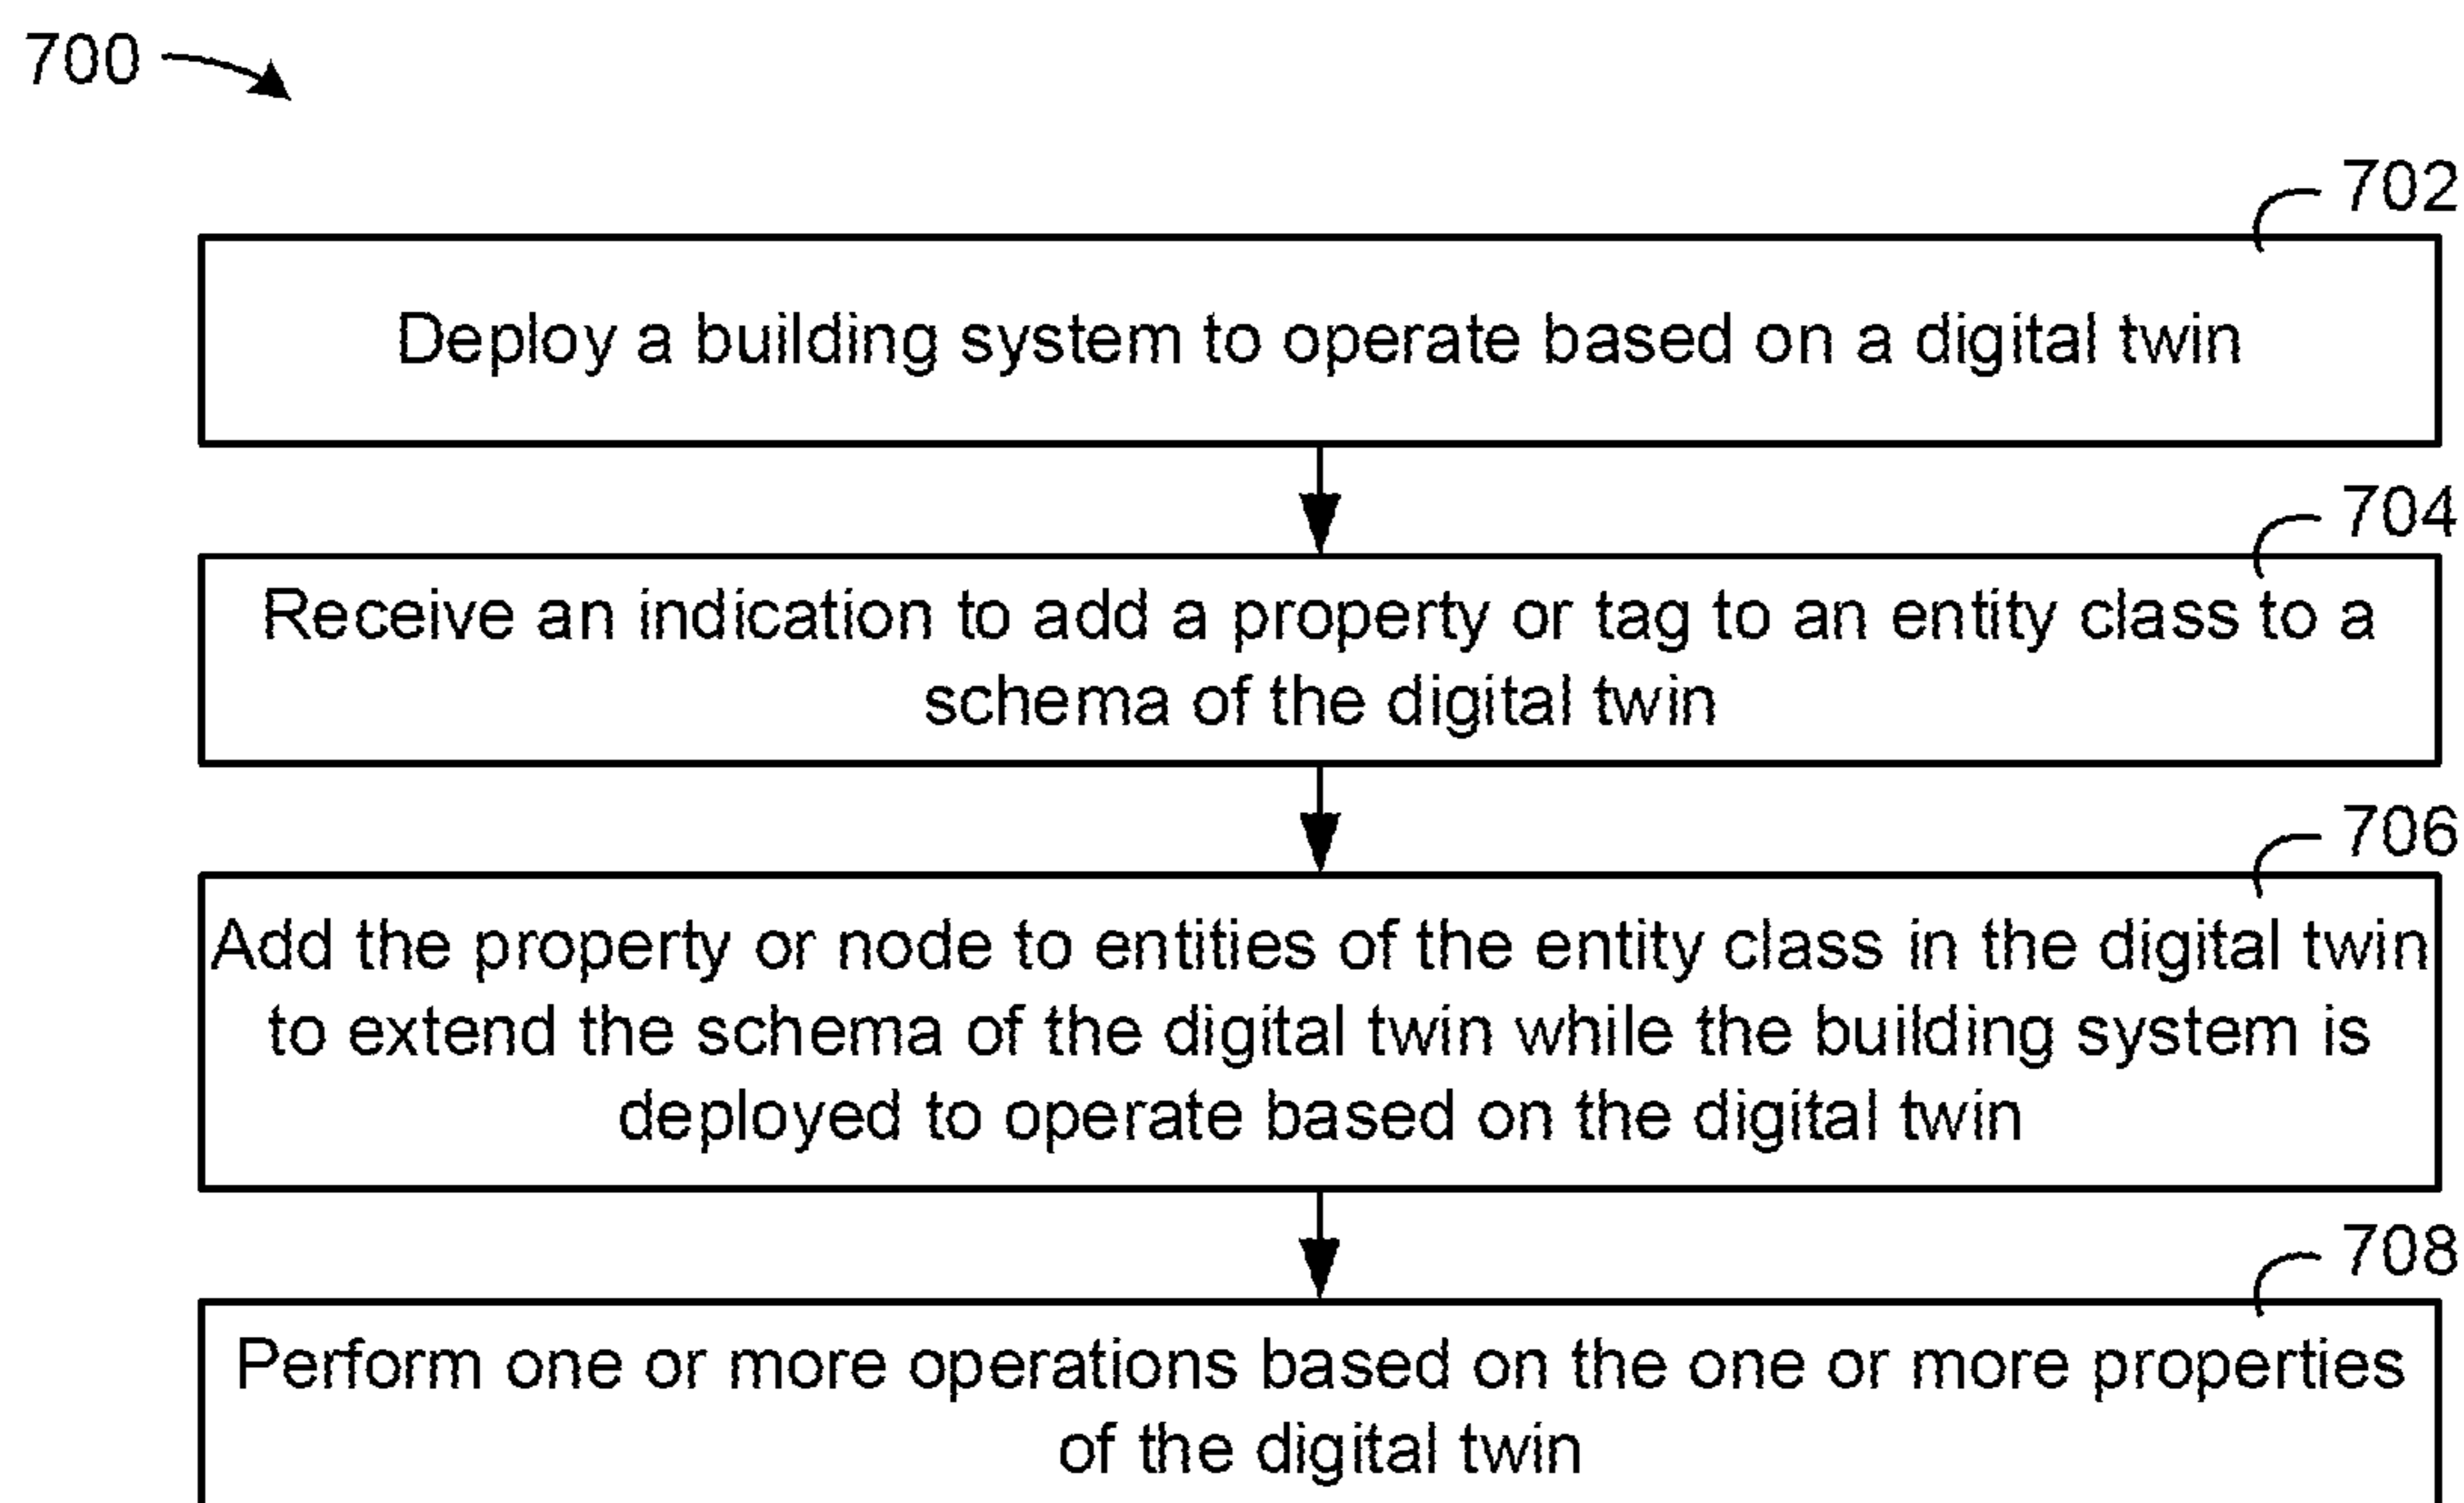 700
702
Deploy a building system to operate based on a digital twin
704
Receive an indication to add a property or tag to an entity class to a
schema of the digital twin
706
Add the property or node to entities of the entity class in the digital twin
to extend the schema of the digital twin while the building system is
deployed to operate based on the digital twin
708
Perform one or more operations based on the one or more properties
of the digital twin